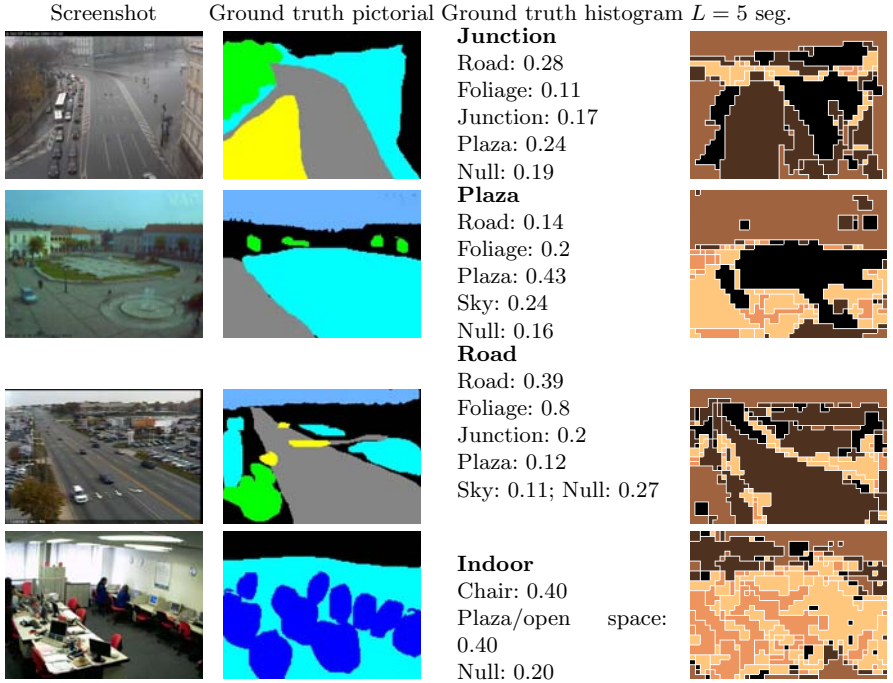 Screenshot Ground truth pictorial Ground truth histogram L = 5 seg.
Junction
Road: 0.28
Foliage: 0.11
Junction: 0.17
Plaza: 0.24
Null: 0.19
Plaza
Road: 0.14
Foliage: 0.2
Plaza: 0.43
Sky: 0.24
Null: 0.16
Road
Road: 0.39
Foliage: 0.8
Junction: 0.2
Plaza: 0.12
Sky: 0.11; Null: 0.27
Indoor
Chair: 0.40
Plaza/open space:
0.40
Null: 0.20